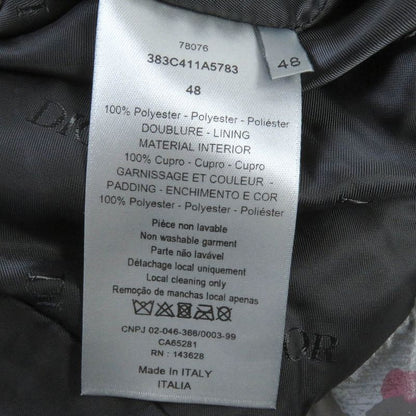 78076
383C411A5783
48
48
100% Polyester - Polyester - Poliéster
DOUBLURE - LINING
MATERIAL INTERIOR
100% Cupro - Cupro - Cupro
GARNISSAGE ET COULEUR -
PADDING - ENCHIMENTO E COR
100% Polyester - Polyester - Poliéster
Pièce non lavable
Non washable garment
Parte não lavável
Détachage local uniquement
Local cleaning only
Remoção de manchas local apenas
CNPJ 02-046-366/0003-99
CA65281
RN : 143628
Made in ITALY
ITALIA
DIO
OR